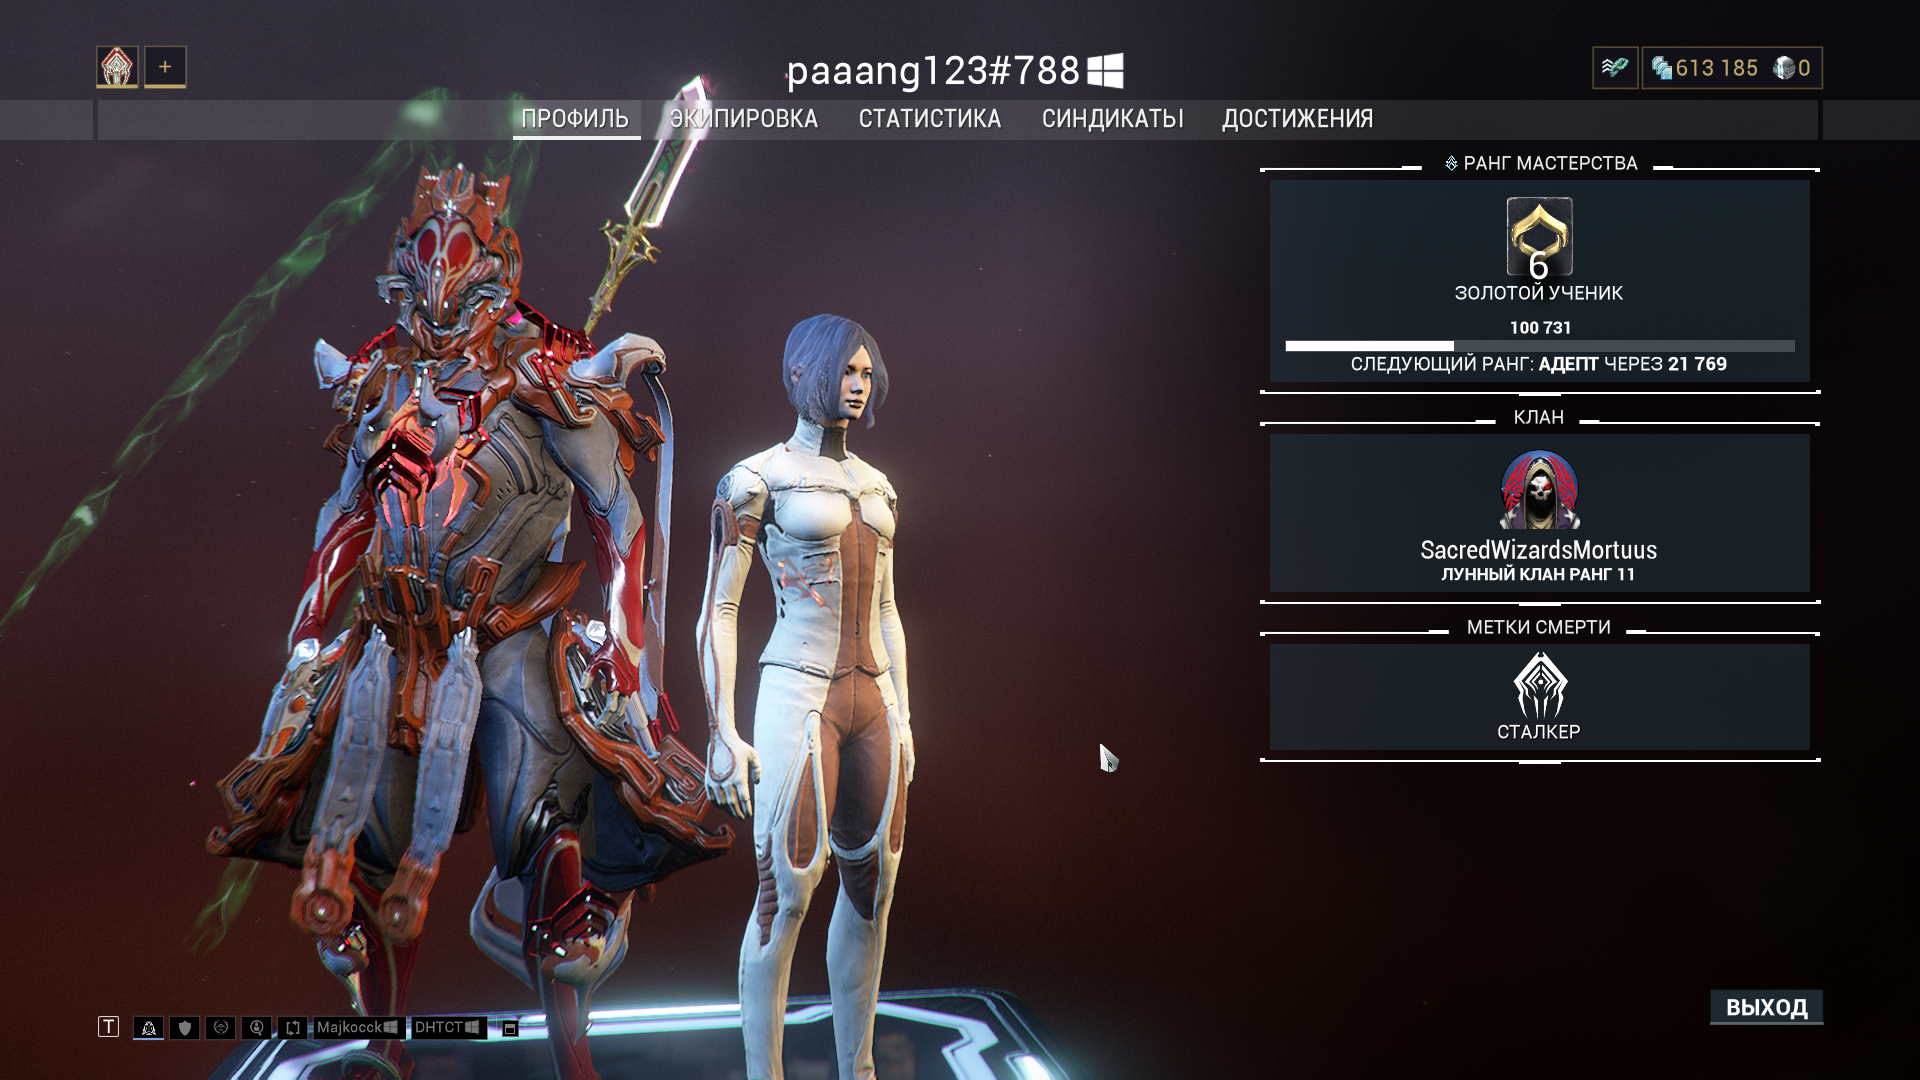 paaang123#788
613 185
0
ПРОФИЛЬ ЭКИПИРОВКА СТАТИСТИКА СИНДИКАТЫ ДОСТИЖЕНИЯ
РАНГ МАСТЕРСТВА
6
ЗОЛОТОЙ УЧЕНИК
100 731
СЛЕДУЮЩИЙ РАНГ: АДЕПТ ЧЕРЕЗ 21 769
КЛАН
SacredWizardsMortuus
ЛУННЫЙ КЛАН РАНГ 11
МЕТКИ СМЕРТИ
СТАЛКЕР
ВЫХОД
T Majkocck DHTCT